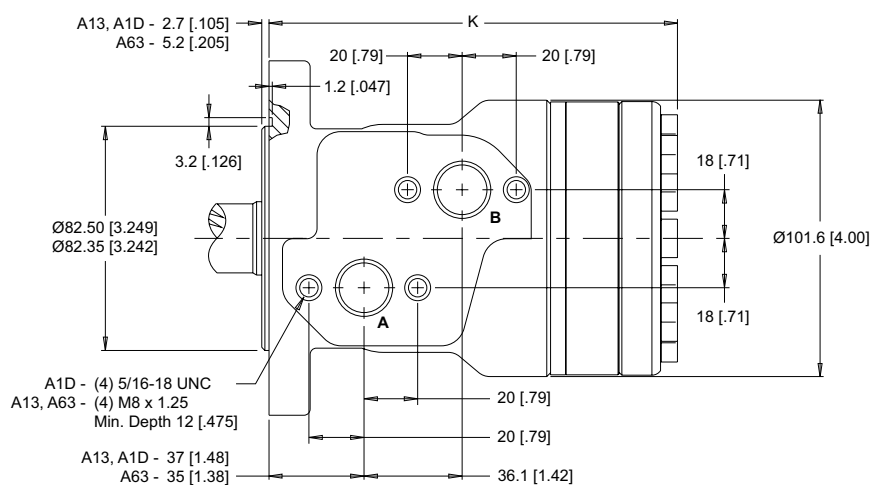 A13, A1D - 2.7 [.105]
A63 - 5.2 [.205]
K
20 [.79]
20 [.79]
1.2 [.047]
3.2 [.126]
18 [.71]
B
Ø82.50 [3.249]
Ø82.35 [3.242]
Ø101.6 [4.00]
A
18 [.71]
A1D - (4) 5/16-18 UNC
A13, A63 - (4) M8 x 1.25
Min. Depth 12 [.475]
20 [.79]
20 [.79]
A13, A1D - 37 [1.48]
A63 - 35 [1.38]
36.1 [1.42]